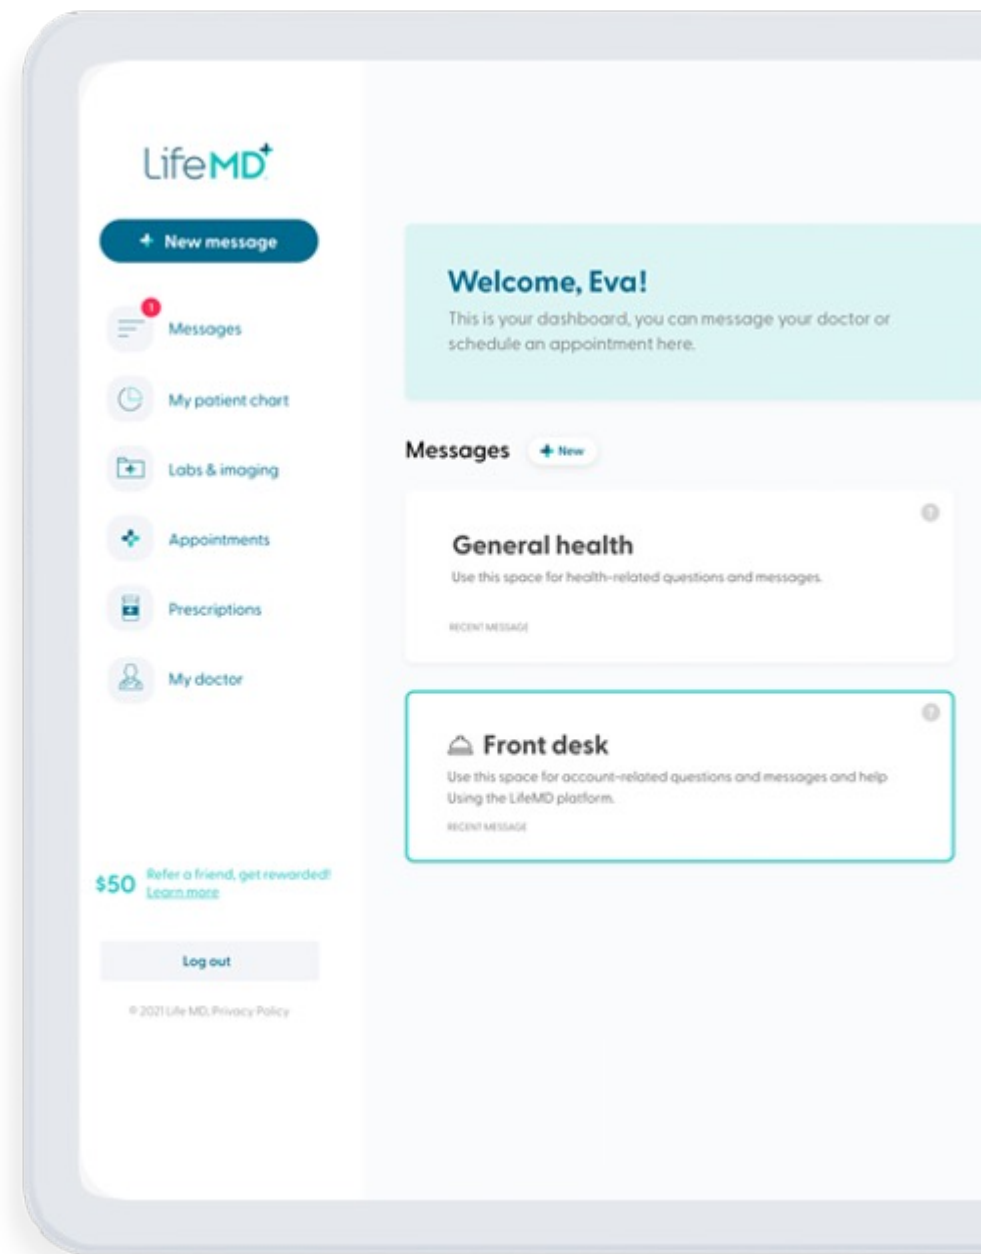 LifeMD+
+ New message
1
Messages
My patient chart
Labs & imaging
Appointments
Prescriptions
My doctor
$50 Refer a friend, get rewarded!
Learn more
Log out
© 2021 Life MD, Privacy Policy
Welcome, Eva!
This is your dashboard, you can message your doctor or
schedule an appointment here.
Messages + New
?
General health
Use this space for health-related questions and messages.
RECENT MESSAGE
?
Front desk
Use this space for account-related questions and messages and help
Using the LifeMD platform.
RECENT MESSAGE